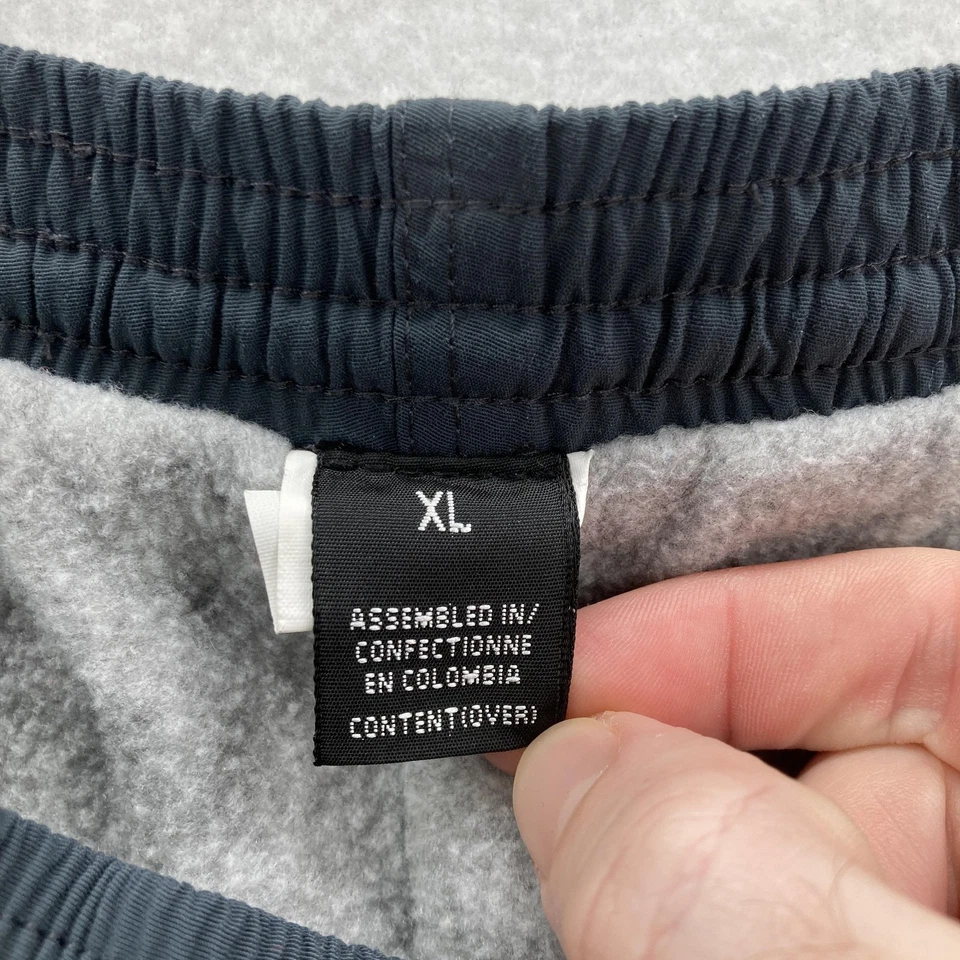 XL
ASSEMBLED IN/
CONFECTIONNE
EN COLOMBIA
CONTENT(OVER)